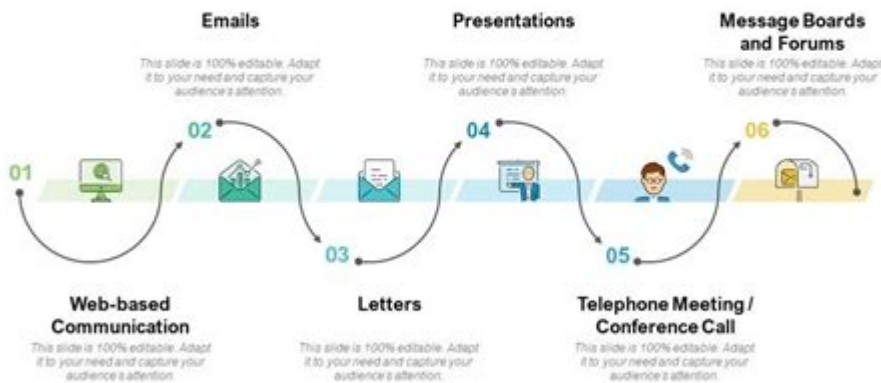 Emails
This slide is 100% editable. Adapt
it to your need and capture your
audience's attention.
Presentations
This slide is 100% editable. Adapt
it to your need and capture your
audience's attention.
Message Boards
and Forums
This slide is 100% editable. Adapt
it to your need and capture your
audience's attention.
01
02
03
04
05
06
Web-based
Communication
This slide is 100% editable. Adapt
it to your need and capture your
audience's attention.
Letters
This slide is 100% editable. Adapt
it to your need and capture your
audience's attention.
Telephone Meeting /
Conference Call
This slide is 100% editable. Adapt
it to your need and capture your
audience's attention.